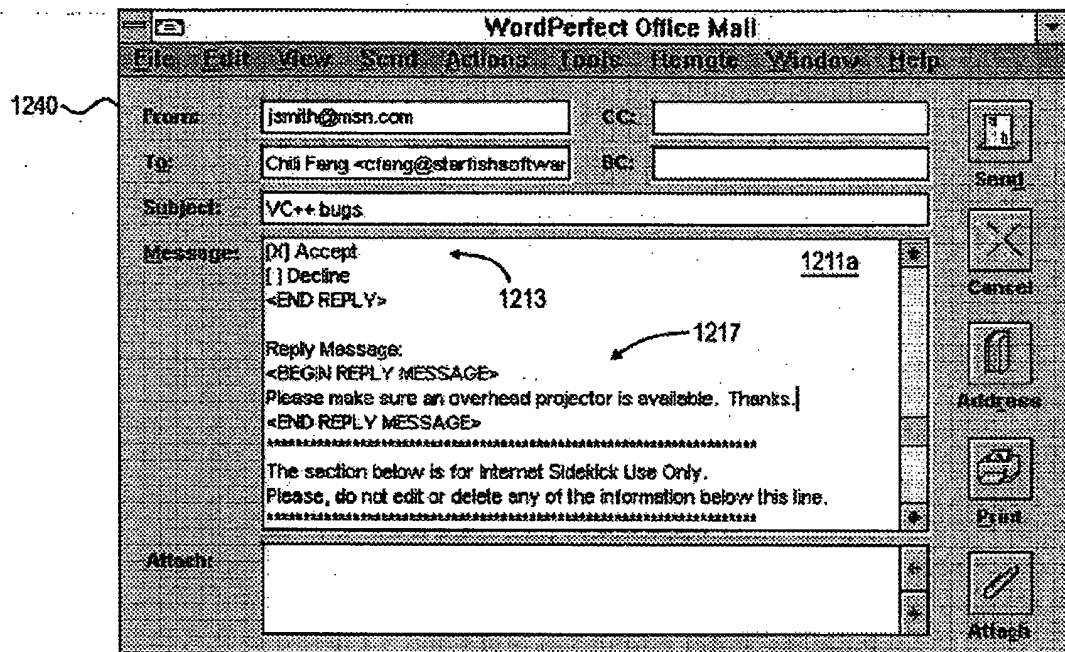 WordPerfect Office Mail
File Edit View Send Actions Tools Remote Window Help
1240
From: jsmith@msn.com CC:
To: Chili Fang <cfang@starfishsoftwar BC:
Send
Subject: VC++ bugs
Message: [X] Accept 1211a
[ ] Decline 1213
Cancel
<END REPLY>
1217
Reply Message:
<BEGIN REPLY MESSAGE>
Please make sure an overhead projector is available. Thanks.
Address
<END REPLY MESSAGE>
************************************************************************
The section below is for Internet Sidekick Use Only.
Please, do not edit or delete any of the information below this line.
************************************************************************
Print
Attach:
Attach